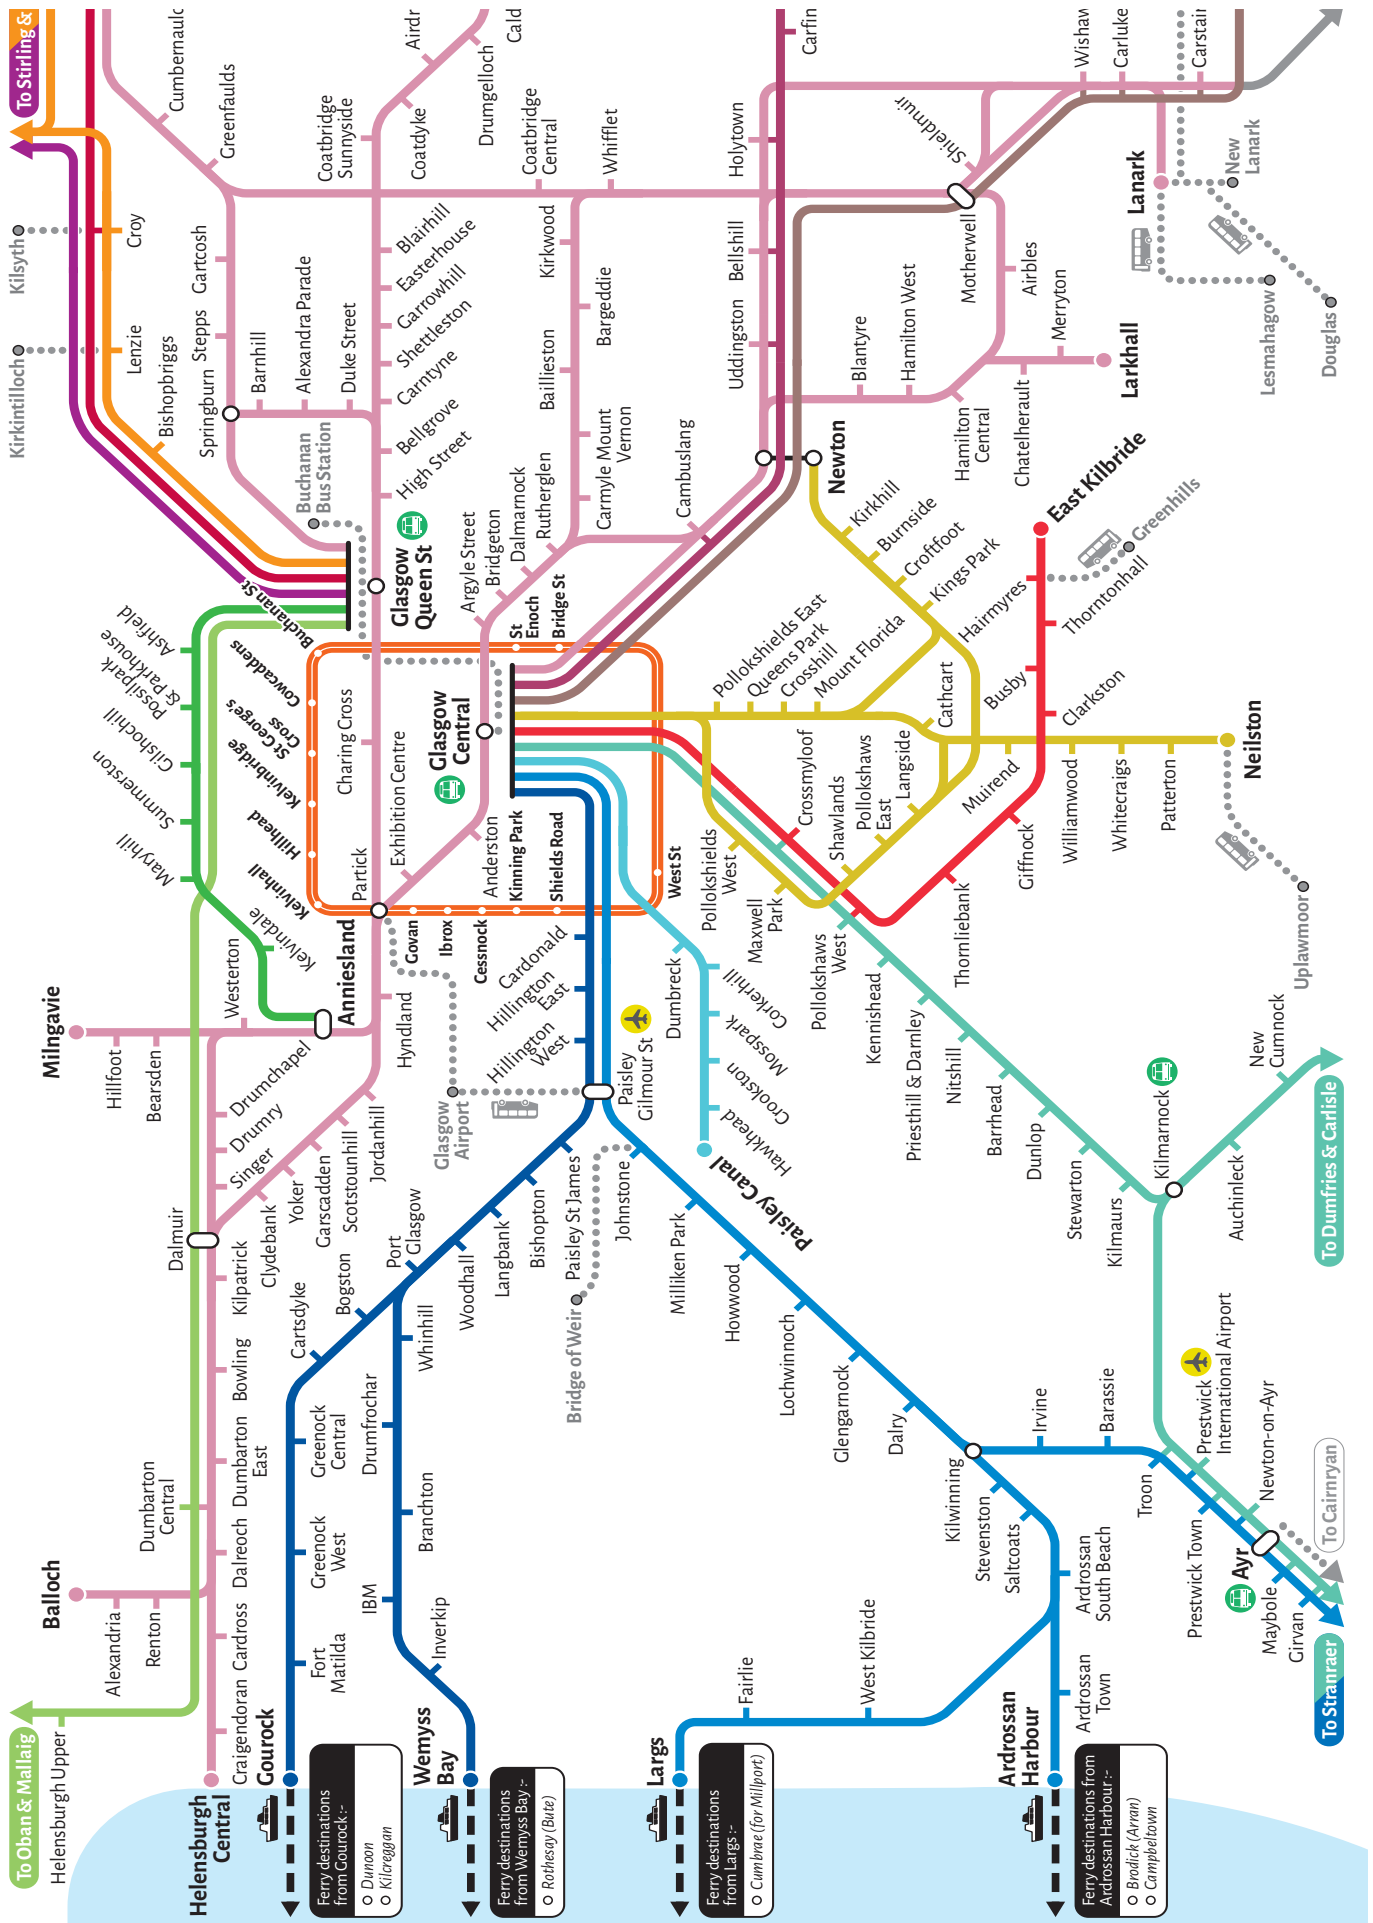 To Oban & Mallaig
Helensburgh Upper
Helensburgh
Central
Craigendoran
Cardross
Balloch
Alexandria
Renton
Dalreoch
Dumbarton
Central
Dumbarton
East
Bowling
Kilpatrick
Dalmuir
Clydebank
Yoker
Garscadden
Scotstounhill
Jordanhill
Singer
Drumry
Drumchapel
Milngavie
Hillfoot
Bearsden
Westerton
Anniesland
Hyndland
Kelvindale
Maryhill
Summerston
Gilshochill
Possilpark
& Parkhouse
Ashfield
Partick
Exhibition Centre
Anderston
Charing Cross
Glasgow
Central
Glasgow
Queen St
Buchanan St
Cowcaddens
St George's
Cross
Kelvinbridge
Hillhead
Kelvinhall
Govan
Ibrox
Cessnock
Kinning Park
Shields Road
West St
Bridge St
St
Enoch
Buchanan
Bus Station
High Street
Bellgrove
Carntyne
Shettleston
Garrowhill
Easterhouse
Blairhill
Coatbridge
Sunnyside
Coatdyke
Airdr
Drumgelloch
Cald
Duke Street
Alexandra Parade
Barnhill
Springburn
Stepps
Gartcosh
Greenfaulds
Cumbernauld
Bishopbriggs
Lenzie
Croy
Kirkintilloch
Kilsyth
To Stirling &
Argyle Street
Bridgeton
Dalmarnock
Rutherglen
Carmyle
Mount
Vernon
Baillieston
Bargeddie
Kirkwood
Whifflet
Coatbridge
Central
Cambuslang
Newton
Uddingston
Bellshill
Holytown
Carfin
Motherwell
Shieldmuir
Wishaw
Carluke
Carstair
Lanark
New
Lanark
Lesmahagow
Douglas
Airbles
Blantyre
Hamilton West
Hamilton
Central
Chatelherault
Merryton
Larkhall
Kirkhill
Burnside
Croftfoot
Kings Park
Pollokshields East
Queens Park
Crosshill
Mount Florida
Cathcart
Langside
Pollokshaws
East
Shawlands
Maxwell
Park
Pollokshields
West
Muirend
Williamwood
Whitecraigs
Patterton
Neilston
Uplawmoor
Crossmyloof
Pollokshaws
West
Thornliebank
Giffnock
Clarkston
Busby
Thorntonhall
Hairmyres
East Kilbride
Greenhills
Kennishead
Priesthill & Darnley
Nitshill
Barrhead
Dunlop
Stewarton
Kilmaurs
Kilmarnock
Auchinleck
New
Cumnock
To Dumfries & Carlisle
Dumbreck
Corkerhill
Mosspark
Crookston
Hawkhead
Paisley Canal
Cardonald
Hillington
East
Hillington
West
Paisley
Gilmour St
Glasgow
Airport
Paisley St James
Bishopton
Langbank
Woodhall
Port
Glasgow
Bogston
Cartsdyke
Greenock
Central
Greenock
West
Fort
Matilda
Gourock
Whinhill
Drumfrochar
Branchton
IBM
Inverkip
Wemyss
Bay
Johnstone
Bridge of Weir
Milliken Park
Howwood
Lochwinnoch
Glengarnock
Dalry
Kilwinning
Stevenston
Saltcoats
Ardrossan
South Beach
Ardrossan
Town
Ardrossan
Harbour
West Kilbride
Fairlie
Largs
Irvine
Barassie
Troon
Prestwick
International Airport
Prestwick Town
Newton-on-Ayr
Ayr
Maybole
Girvan
To Stranraer
To Cairnryan
Ferry destinations
from Gourock:-
Dunoon
Kilcreggan
Ferry destinations
from Wemyss Bay :-
Rothesay (Bute)
Ferry destinations
from Largs :-
Cumbrae (for Millport)
Ferry destinations from
Ardrossan Harbour :-
Brodick (Arran)
Campbeltown